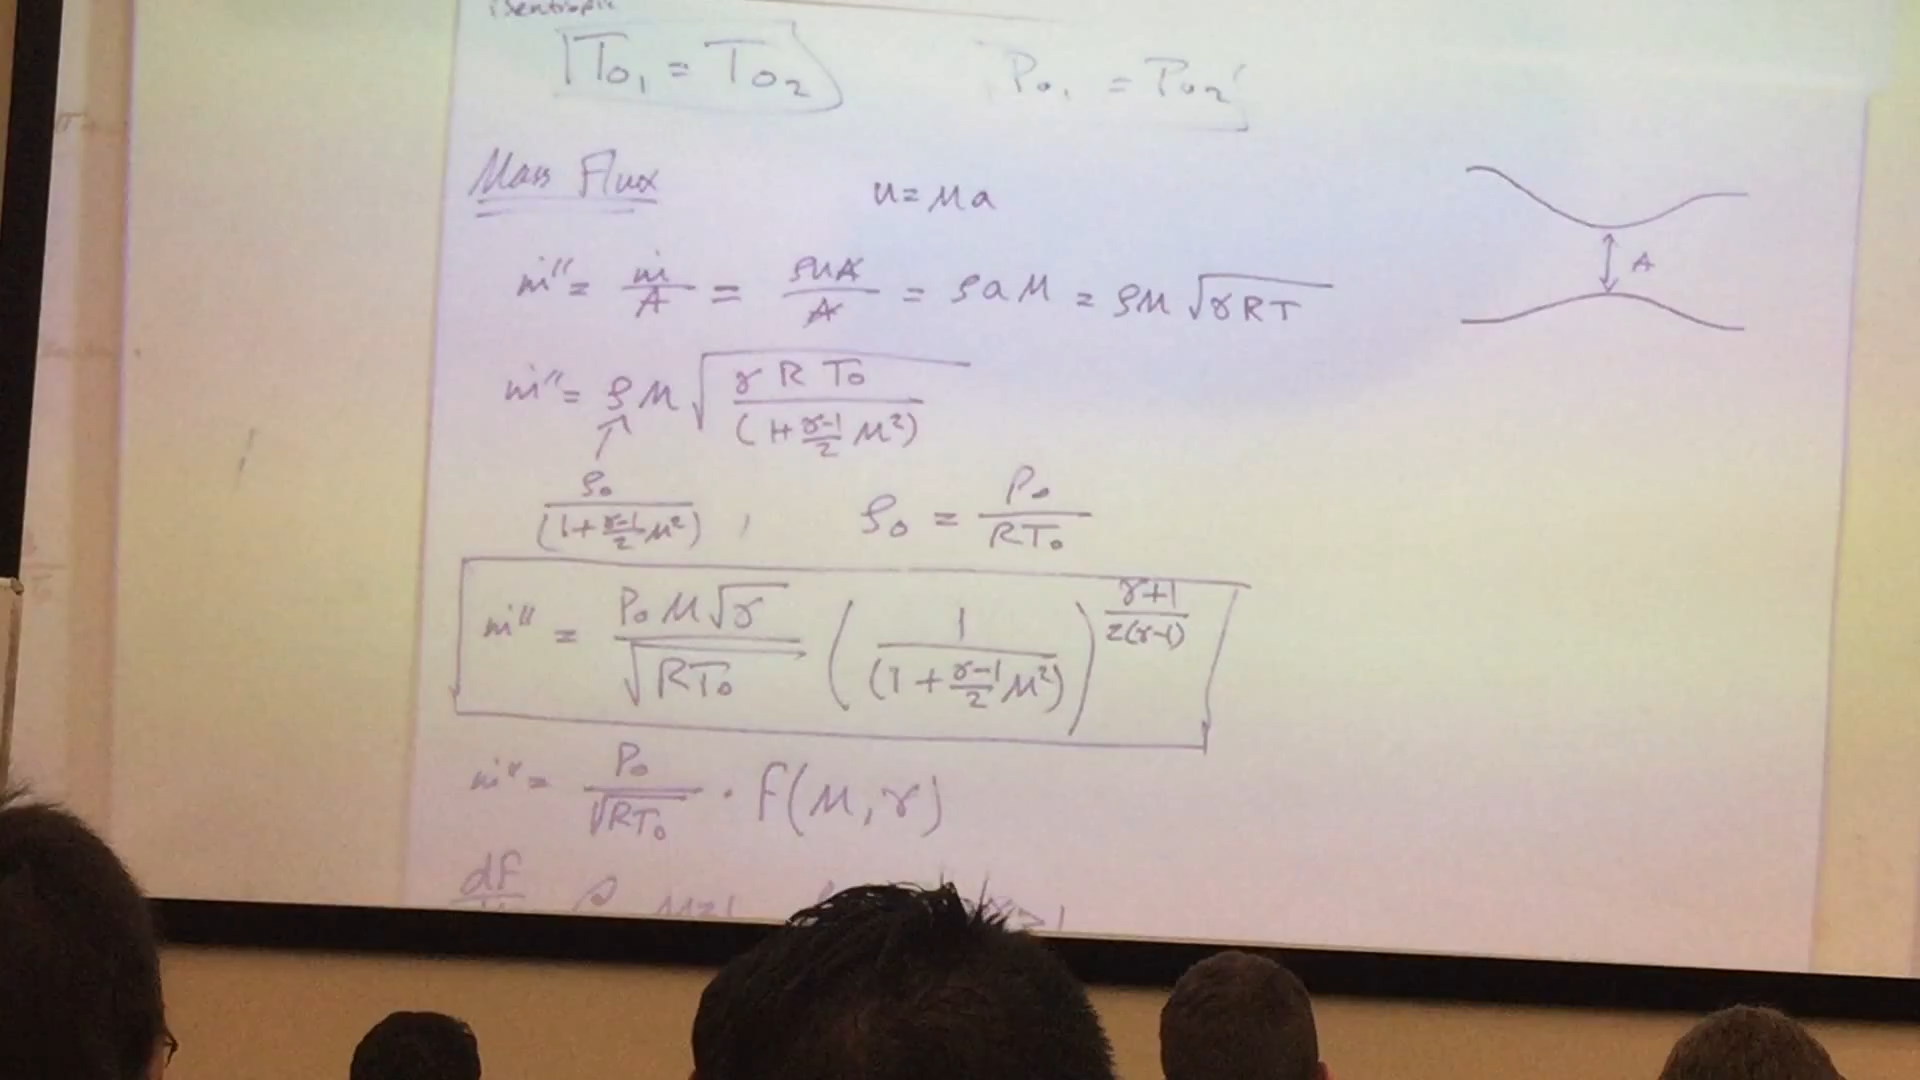 isentropic
T₀₁ = T₀₂   P₀₁ = P₀₂
Mass Flux   u = Ma
ṁ'' = ṁ/A = ρuA/A = ρaM = ρM √(γRT)
A
ṁ'' = ρM √(γRT₀/(1+(γ-1)/2 M²))
ρ₀/(1+(γ-1)/2 M²) , ρ₀ = P₀/RT₀
ṁ'' = P₀M√γ/√RT₀ (1/(1+(γ-1)/2 M²))^((γ+1)/(2(γ-1)))
ṁ'' = P₀/√RT₀ · f(M,γ)
df